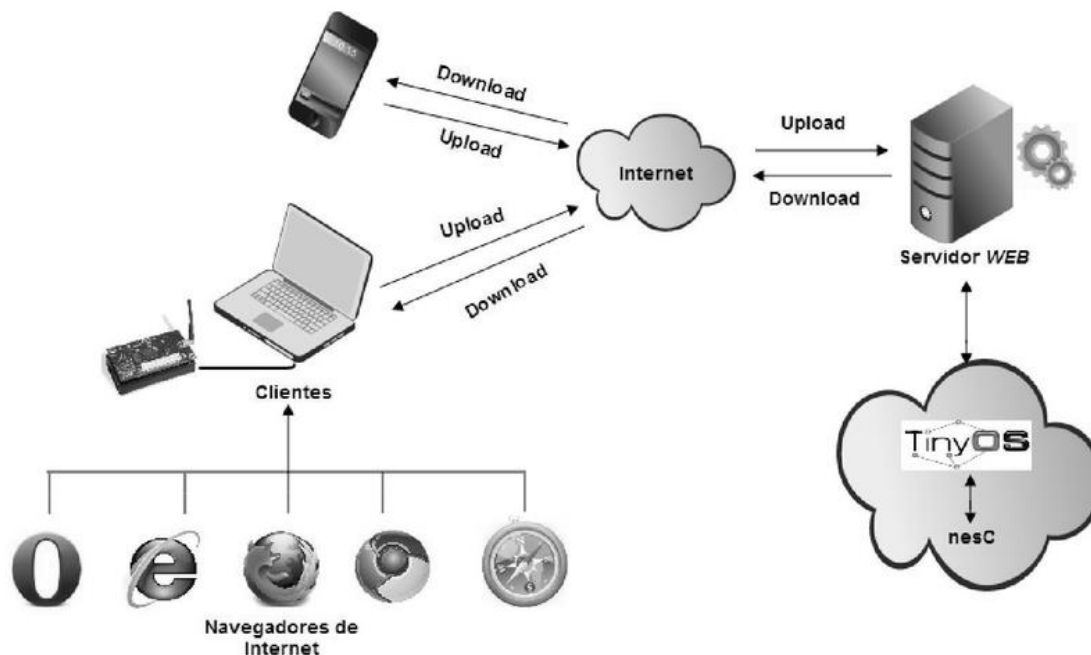 Download
Upload
Internet
Upload
Download
Servidor WEB
Upload
Download
Clientes
TinyOS
nesC
Navegadores de
Internet